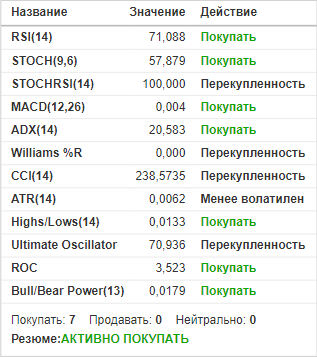 Название Значение Действие
RSI(14) 71,088 Покупать
STOCH(9,6) 57,879 Покупать
STOCHRSI(14) 100,000 Перекупленность
MACD(12,26) 0,004 Покупать
ADX(14) 20,583 Покупать
Williams %R 0,000 Перекупленность
CCI(14) 238,5735 Перекупленность
ATR(14) 0,0062 Менее волатилен
Highs/Lows(14) 0,0133 Покупать
Ultimate Oscillator 70,936 Перекупленность
ROC 3,523 Покупать
Bull/Bear Power(13) 0,0179 Покупать
Покупать: 7 Продавать: 0 Нейтрально: 0
Резюме:АКТИВНО ПОКУПАТЬ